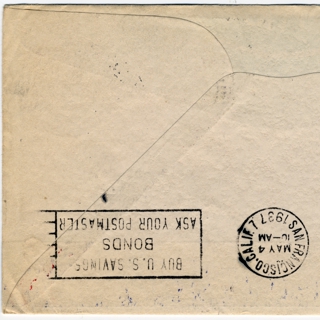 SAN FRANCISCO, CALIF. 7
MAY 4
10-AM
1937
BUY U. S. SAVINGS
BONDS
ASK YOUR POSTMASTER